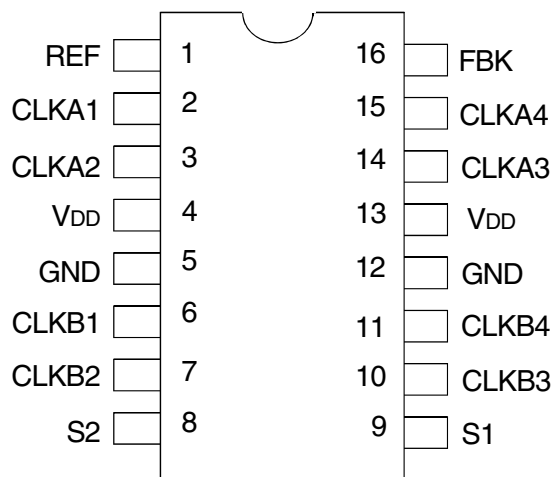 REF 1 16 FBK
CLKA1 2 15 CLKA4
CLKA2 3 14 CLKA3
VDD 4 13 VDD
GND 5 12 GND
CLKB1 6 11 CLKB4
CLKB2 7 10 CLKB3
S2 8 9 S1